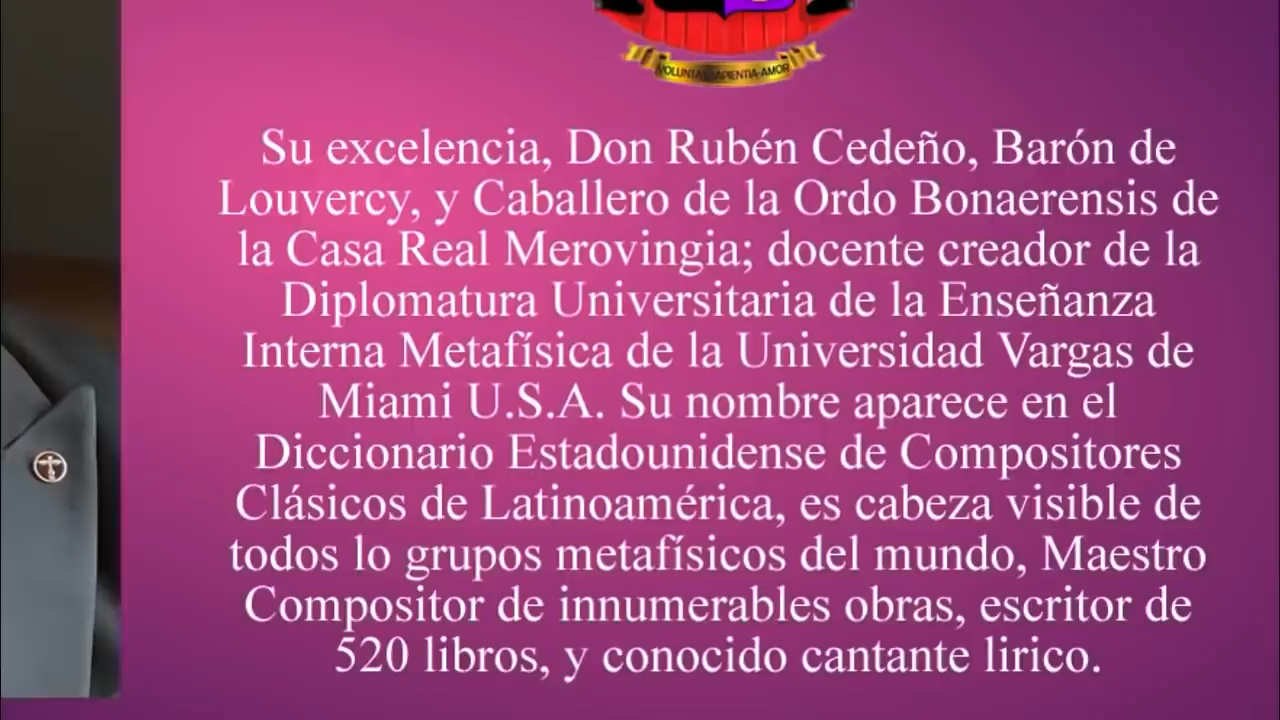 VOLUNTAS-SAPIENTIA-AMOR
Su excelencia, Don Rubén Cedeño, Barón de
Louvercy, y Caballero de la Ordo Bonaerensis de
la Casa Real Merovingia; docente creador de la
Diplomatura Universitaria de la Enseñanza
Interna Metafísica de la Universidad Vargas de
Miami U.S.A. Su nombre aparece en el
Diccionario Estadounidense de Compositores
Clásicos de Latinoamérica, es cabeza visible de
todos lo grupos metafísicos del mundo, Maestro
Compositor de innumerables obras, escritor de
520 libros, y conocido cantante lirico.